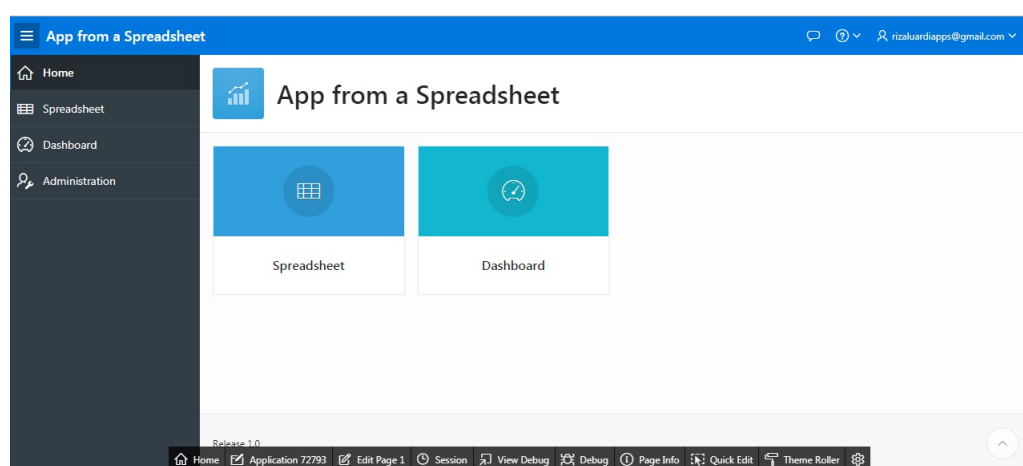 App from a Spreadsheet
rizaluardiapps@gmail.com
Home
Spreadsheet
Dashboard
Administration
App from a Spreadsheet
Spreadsheet
Dashboard
Release 1.0
Home Application 72793 Edit Page 1 Session View Debug Debug Page Info Quick Edit Theme Roller